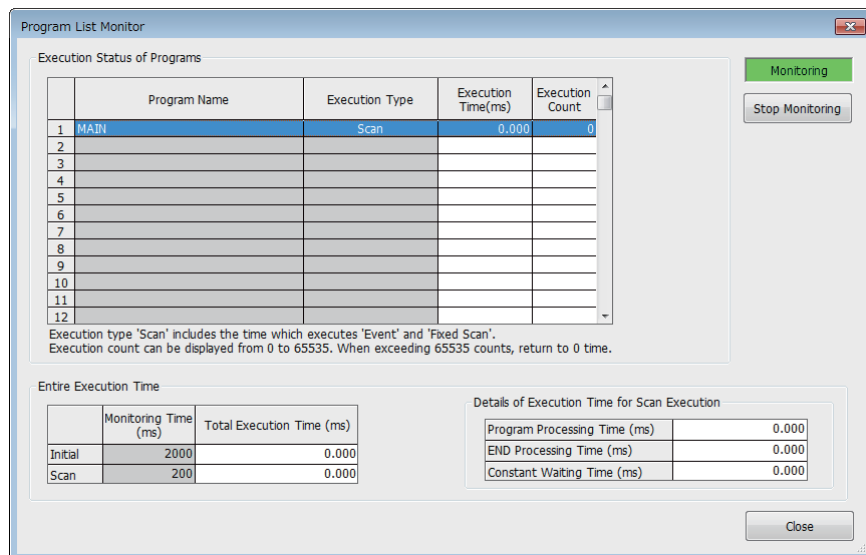 Program List Monitor
Execution Status of Programs
Program Name Execution Type Execution Time(ms) Execution Count
1 MAIN Scan 0.000 0
2
3
4
5
6
7
8
9
10
11
12
Execution type 'Scan' includes the time which executes 'Event' and 'Fixed Scan'.
Execution count can be displayed from 0 to 65535. When exceeding 65535 counts, return to 0 time.
Monitoring
Stop Monitoring
Entire Execution Time
Monitoring Time (ms) Total Execution Time (ms)
Initial 2000 0.000
Scan 200 0.000
Details of Execution Time for Scan Execution
Program Processing Time (ms) 0.000
END Processing Time (ms) 0.000
Constant Waiting Time (ms) 0.000
Close